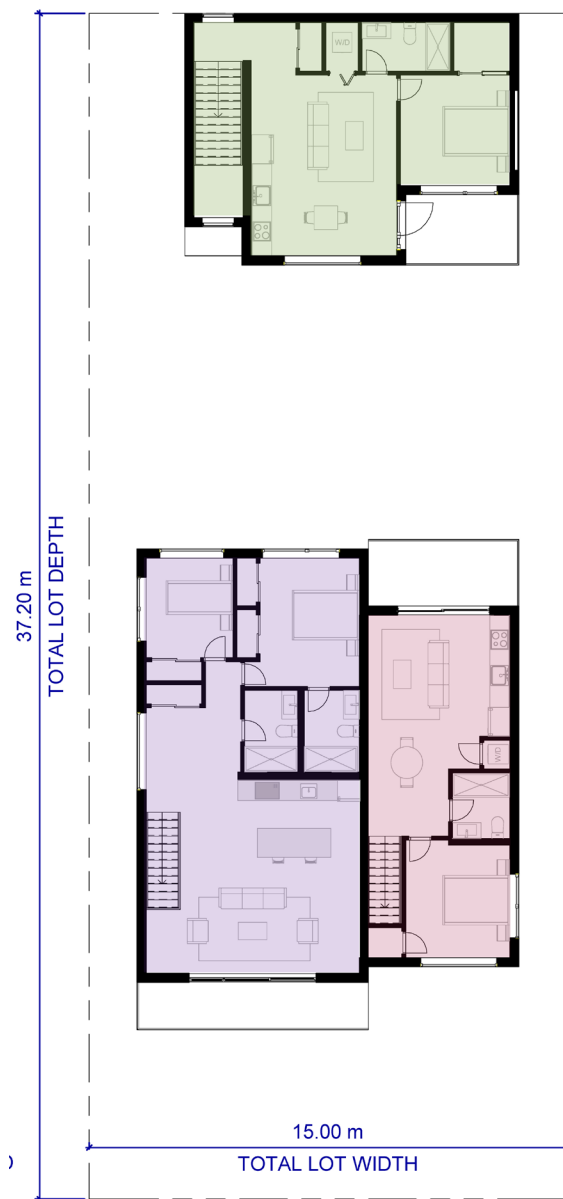 W/D
37.20 m
TOTAL LOT DEPTH
W/D
15.00 m
TOTAL LOT WIDTH